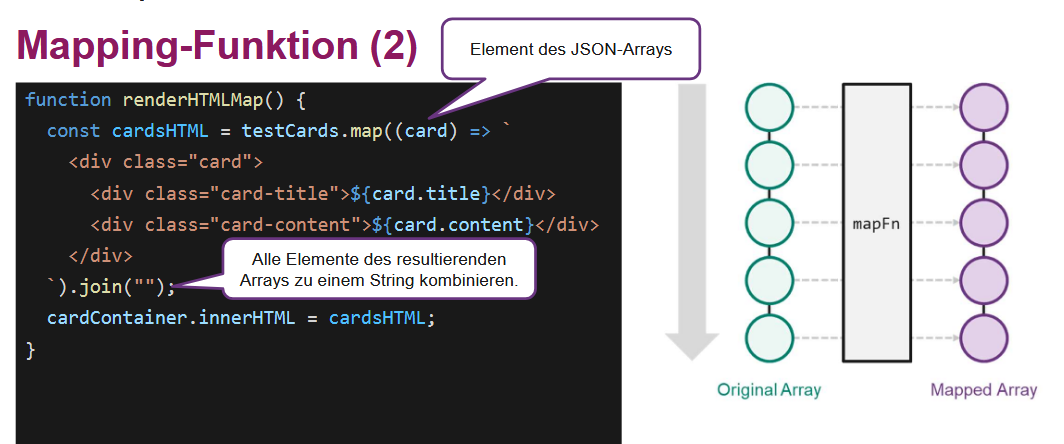 Mapping-Funktion (2)
Element des JSON-Arrays
function renderHTMLMap() {
  const cardsHTML = testCards.map((card) => `
    <div class="card">
      <div class="card-title">${card.title}</div>
      <div class="card-content">${card.content}</div>
    </div>
  `).join("");
  cardContainer.innerHTML = cardsHTML;
}
Alle Elemente des resultierenden
Arrays zu einem String kombinieren.
mapFn
Original Array
Mapped Array